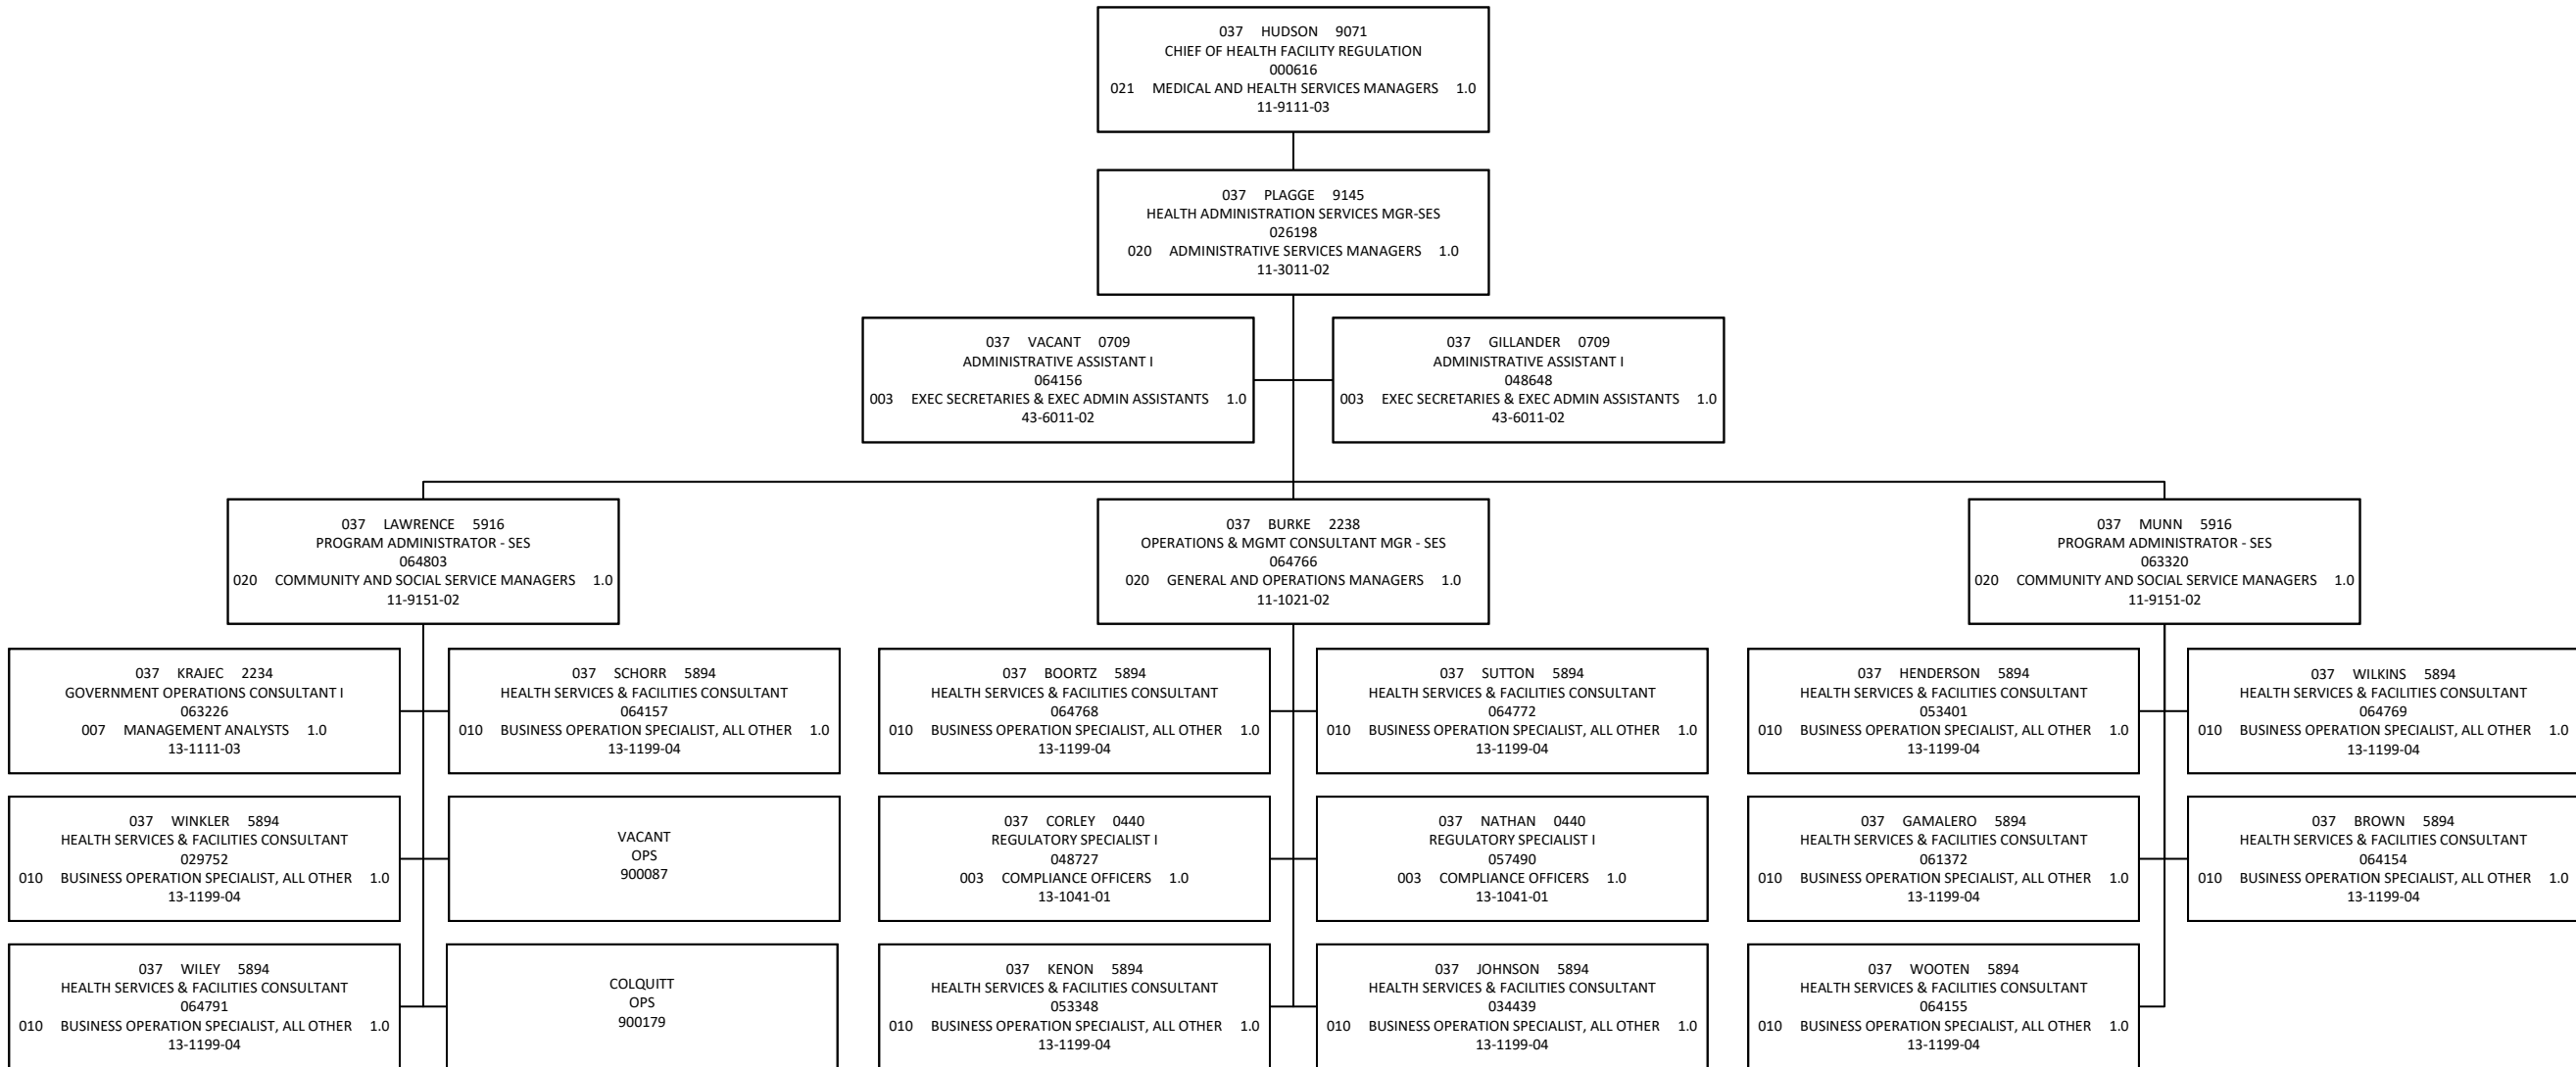 037 HUDSON 9071
CHIEF OF HEALTH FACILITY REGULATION
000616
021 MEDICAL AND HEALTH SERVICES MANAGERS 1.0
11-9111-03
037 PLAGGE 9145
HEALTH ADMINISTRATION SERVICES MGR-SES
026198
020 ADMINISTRATIVE SERVICES MANAGERS 1.0
11-3011-02
037 VACANT 0709
ADMINISTRATIVE ASSISTANT I
064156
003 EXEC SECRETARIES & EXEC ADMIN ASSISTANTS 1.0
43-6011-02
037 GILLANDER 0709
ADMINISTRATIVE ASSISTANT I
048648
003 EXEC SECRETARIES & EXEC ADMIN ASSISTANTS 1.0
43-6011-02
037 LAWRENCE 5916
PROGRAM ADMINISTRATOR - SES
064803
020 COMMUNITY AND SOCIAL SERVICE MANAGERS 1.0
11-9151-02
037 BURKE 2238
OPERATIONS & MGMT CONSULTANT MGR - SES
064766
020 GENERAL AND OPERATIONS MANAGERS 1.0
11-1021-02
037 MUNN 5916
PROGRAM ADMINISTRATOR - SES
063320
020 COMMUNITY AND SOCIAL SERVICE MANAGERS 1.0
11-9151-02
037 KRAJEC 2234
GOVERNMENT OPERATIONS CONSULTANT I
063226
007 MANAGEMENT ANALYSTS 1.0
13-1111-03
037 SCHORR 5894
HEALTH SERVICES & FACILITIES CONSULTANT
064157
010 BUSINESS OPERATION SPECIALIST, ALL OTHER 1.0
13-1199-04
037 BOORTZ 5894
HEALTH SERVICES & FACILITIES CONSULTANT
064768
010 BUSINESS OPERATION SPECIALIST, ALL OTHER 1.0
13-1199-04
037 SUTTON 5894
HEALTH SERVICES & FACILITIES CONSULTANT
064772
010 BUSINESS OPERATION SPECIALIST, ALL OTHER 1.0
13-1199-04
037 HENDERSON 5894
HEALTH SERVICES & FACILITIES CONSULTANT
053401
010 BUSINESS OPERATION SPECIALIST, ALL OTHER 1.0
13-1199-04
037 WILKINS 5894
HEALTH SERVICES & FACILITIES CONSULTANT
064769
010 BUSINESS OPERATION SPECIALIST, ALL OTHER 1.0
13-1199-04
037 WINKLER 5894
HEALTH SERVICES & FACILITIES CONSULTANT
029752
010 BUSINESS OPERATION SPECIALIST, ALL OTHER 1.0
13-1199-04
VACANT
OPS
900087
037 CORLEY 0440
REGULATORY SPECIALIST I
048727
003 COMPLIANCE OFFICERS 1.0
13-1041-01
037 NATHAN 0440
REGULATORY SPECIALIST I
057490
003 COMPLIANCE OFFICERS 1.0
13-1041-01
037 GAMALERO 5894
HEALTH SERVICES & FACILITIES CONSULTANT
061372
010 BUSINESS OPERATION SPECIALIST, ALL OTHER 1.0
13-1199-04
037 BROWN 5894
HEALTH SERVICES & FACILITIES CONSULTANT
064154
010 BUSINESS OPERATION SPECIALIST, ALL OTHER 1.0
13-1199-04
037 WILEY 5894
HEALTH SERVICES & FACILITIES CONSULTANT
064791
010 BUSINESS OPERATION SPECIALIST, ALL OTHER 1.0
13-1199-04
COLQUITT
OPS
900179
037 KENON 5894
HEALTH SERVICES & FACILITIES CONSULTANT
053348
010 BUSINESS OPERATION SPECIALIST, ALL OTHER 1.0
13-1199-04
037 JOHNSON 5894
HEALTH SERVICES & FACILITIES CONSULTANT
034439
010 BUSINESS OPERATION SPECIALIST, ALL OTHER 1.0
13-1199-04
037 WOOTEN 5894
HEALTH SERVICES & FACILITIES CONSULTANT
064155
010 BUSINESS OPERATION SPECIALIST, ALL OTHER 1.0
13-1199-04